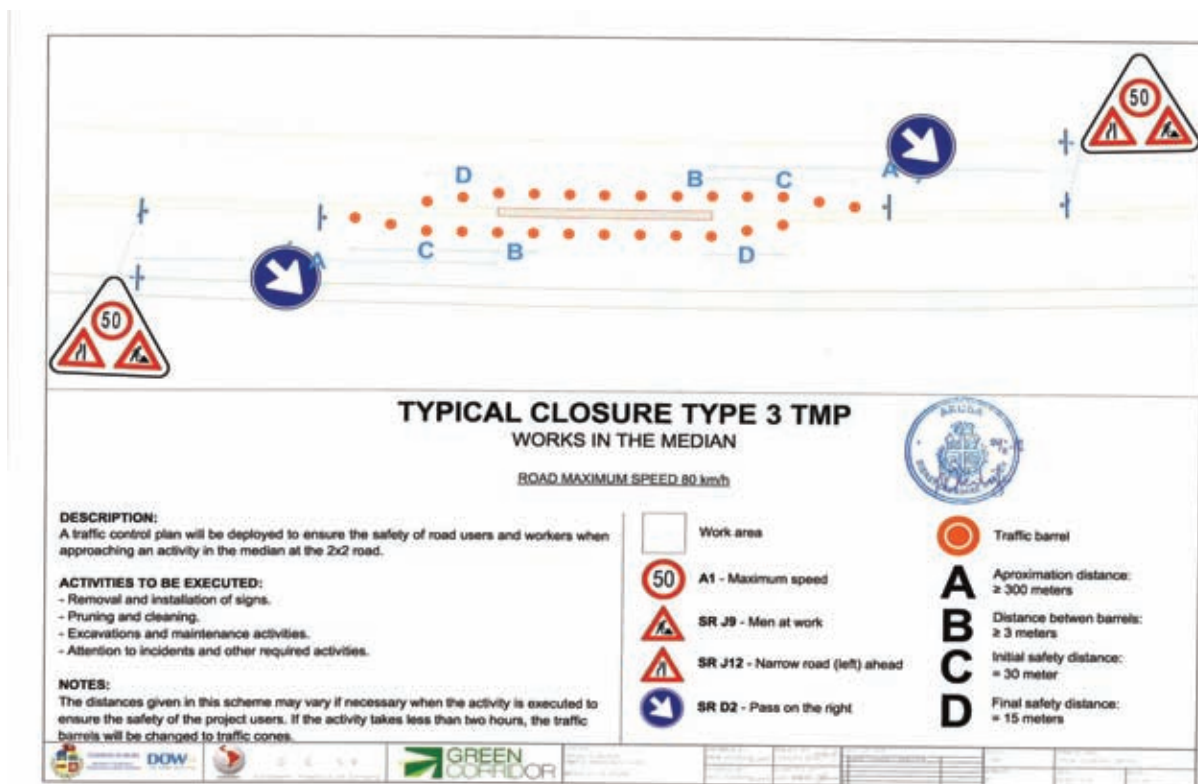 50
50
D
B
C
A
A
C
B
D
TYPICAL CLOSURE TYPE 3 TMP
WORKS IN THE MEDIAN
ROAD MAXIMUM SPEED 80 km/h
ARUBA
DESCRIPTION:
A traffic control plan will be deployed to ensure the safety of road users and workers when
approaching an activity in the median at the 2x2 road.
ACTIVITIES TO BE EXECUTED:
- Removal and installation of signs.
- Pruning and cleaning.
- Excavations and maintenance activities.
- Attention to incidents and other required activities.
NOTES:
The distances given in this scheme may vary if necessary when the activity is executed to
ensure the safety of the project users. If the activity takes less than two hours, the traffic
barrels will be changed to traffic cones.
Work area
50 A1 - Maximum speed
SR J9 - Men at work
SR J12 - Narrow road (left) ahead
SR D2 - Pass on the right
Traffic barrel
A Aproximation distance:
≥ 300 meters
B Distance betwen barrels:
≥ 3 meters
C Initial safety distance:
= 30 meter
D Final safety distance:
= 15 meters
DOW
GREEN
CORRIDOR